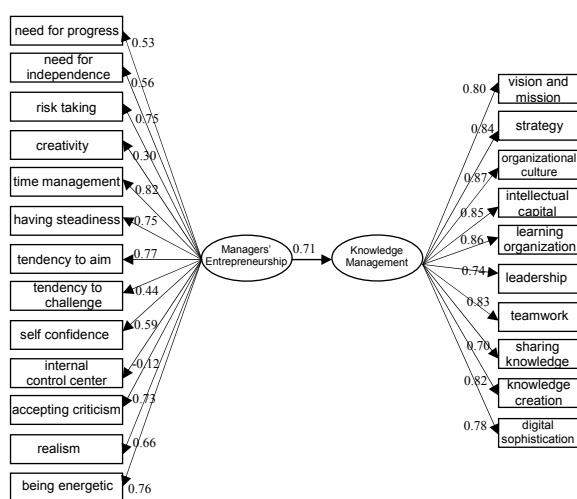 need for progress
0.53
need for
independence
0.56
risk taking
0.75
creativity
0.30
time management
0.82
having steadiness
0.75
tendency to aim
0.77
tendency to
challenge
0.44
self confidence
0.59
internal
control center
-0.12
accepting criticism
0.73
realism
0.66
being energetic
0.76
Managers'
Entrepreneurship
0.71
Knowledge
Management
0.80
vision and
mission
0.84
strategy
0.87
organizational
culture
0.85
intellectual
capital
0.86
learning
organization
0.74
leadership
0.83
teamwork
0.70
sharing
knowledge
0.82
knowledge
creation
0.78
digital
sophistication